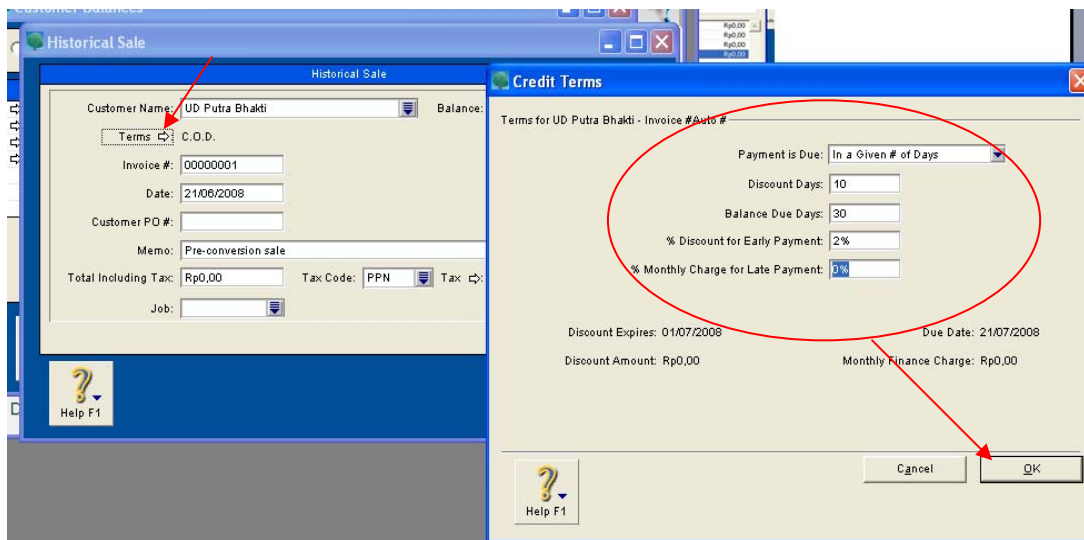 Customer Balances
Rp0,00
Rp0,00
Rp0,00
Rp0,00
Historical Sale
Historical Sale
Customer Name: UD Putra Bhakti Balance:
Terms C.O.D.
Invoice #: 00000001
Date: 21/06/2008
Customer PO #:
Memo: Pre-conversion sale
Total Including Tax: Rp0,00 Tax Code: PPN Tax
Job:
Help F1
Credit Terms
Terms for UD Putra Bhakti - Invoice #Auto #
Payment is Due: In a Given # of Days
Discount Days: 10
Balance Due Days: 30
% Discount for Early Payment: 2%
% Monthly Charge for Late Payment: 0%
Discount Expires: 01/07/2008 Due Date: 21/07/2008
Discount Amount: Rp0,00 Monthly Finance Charge: Rp0,00
Cancel OK
Help F1